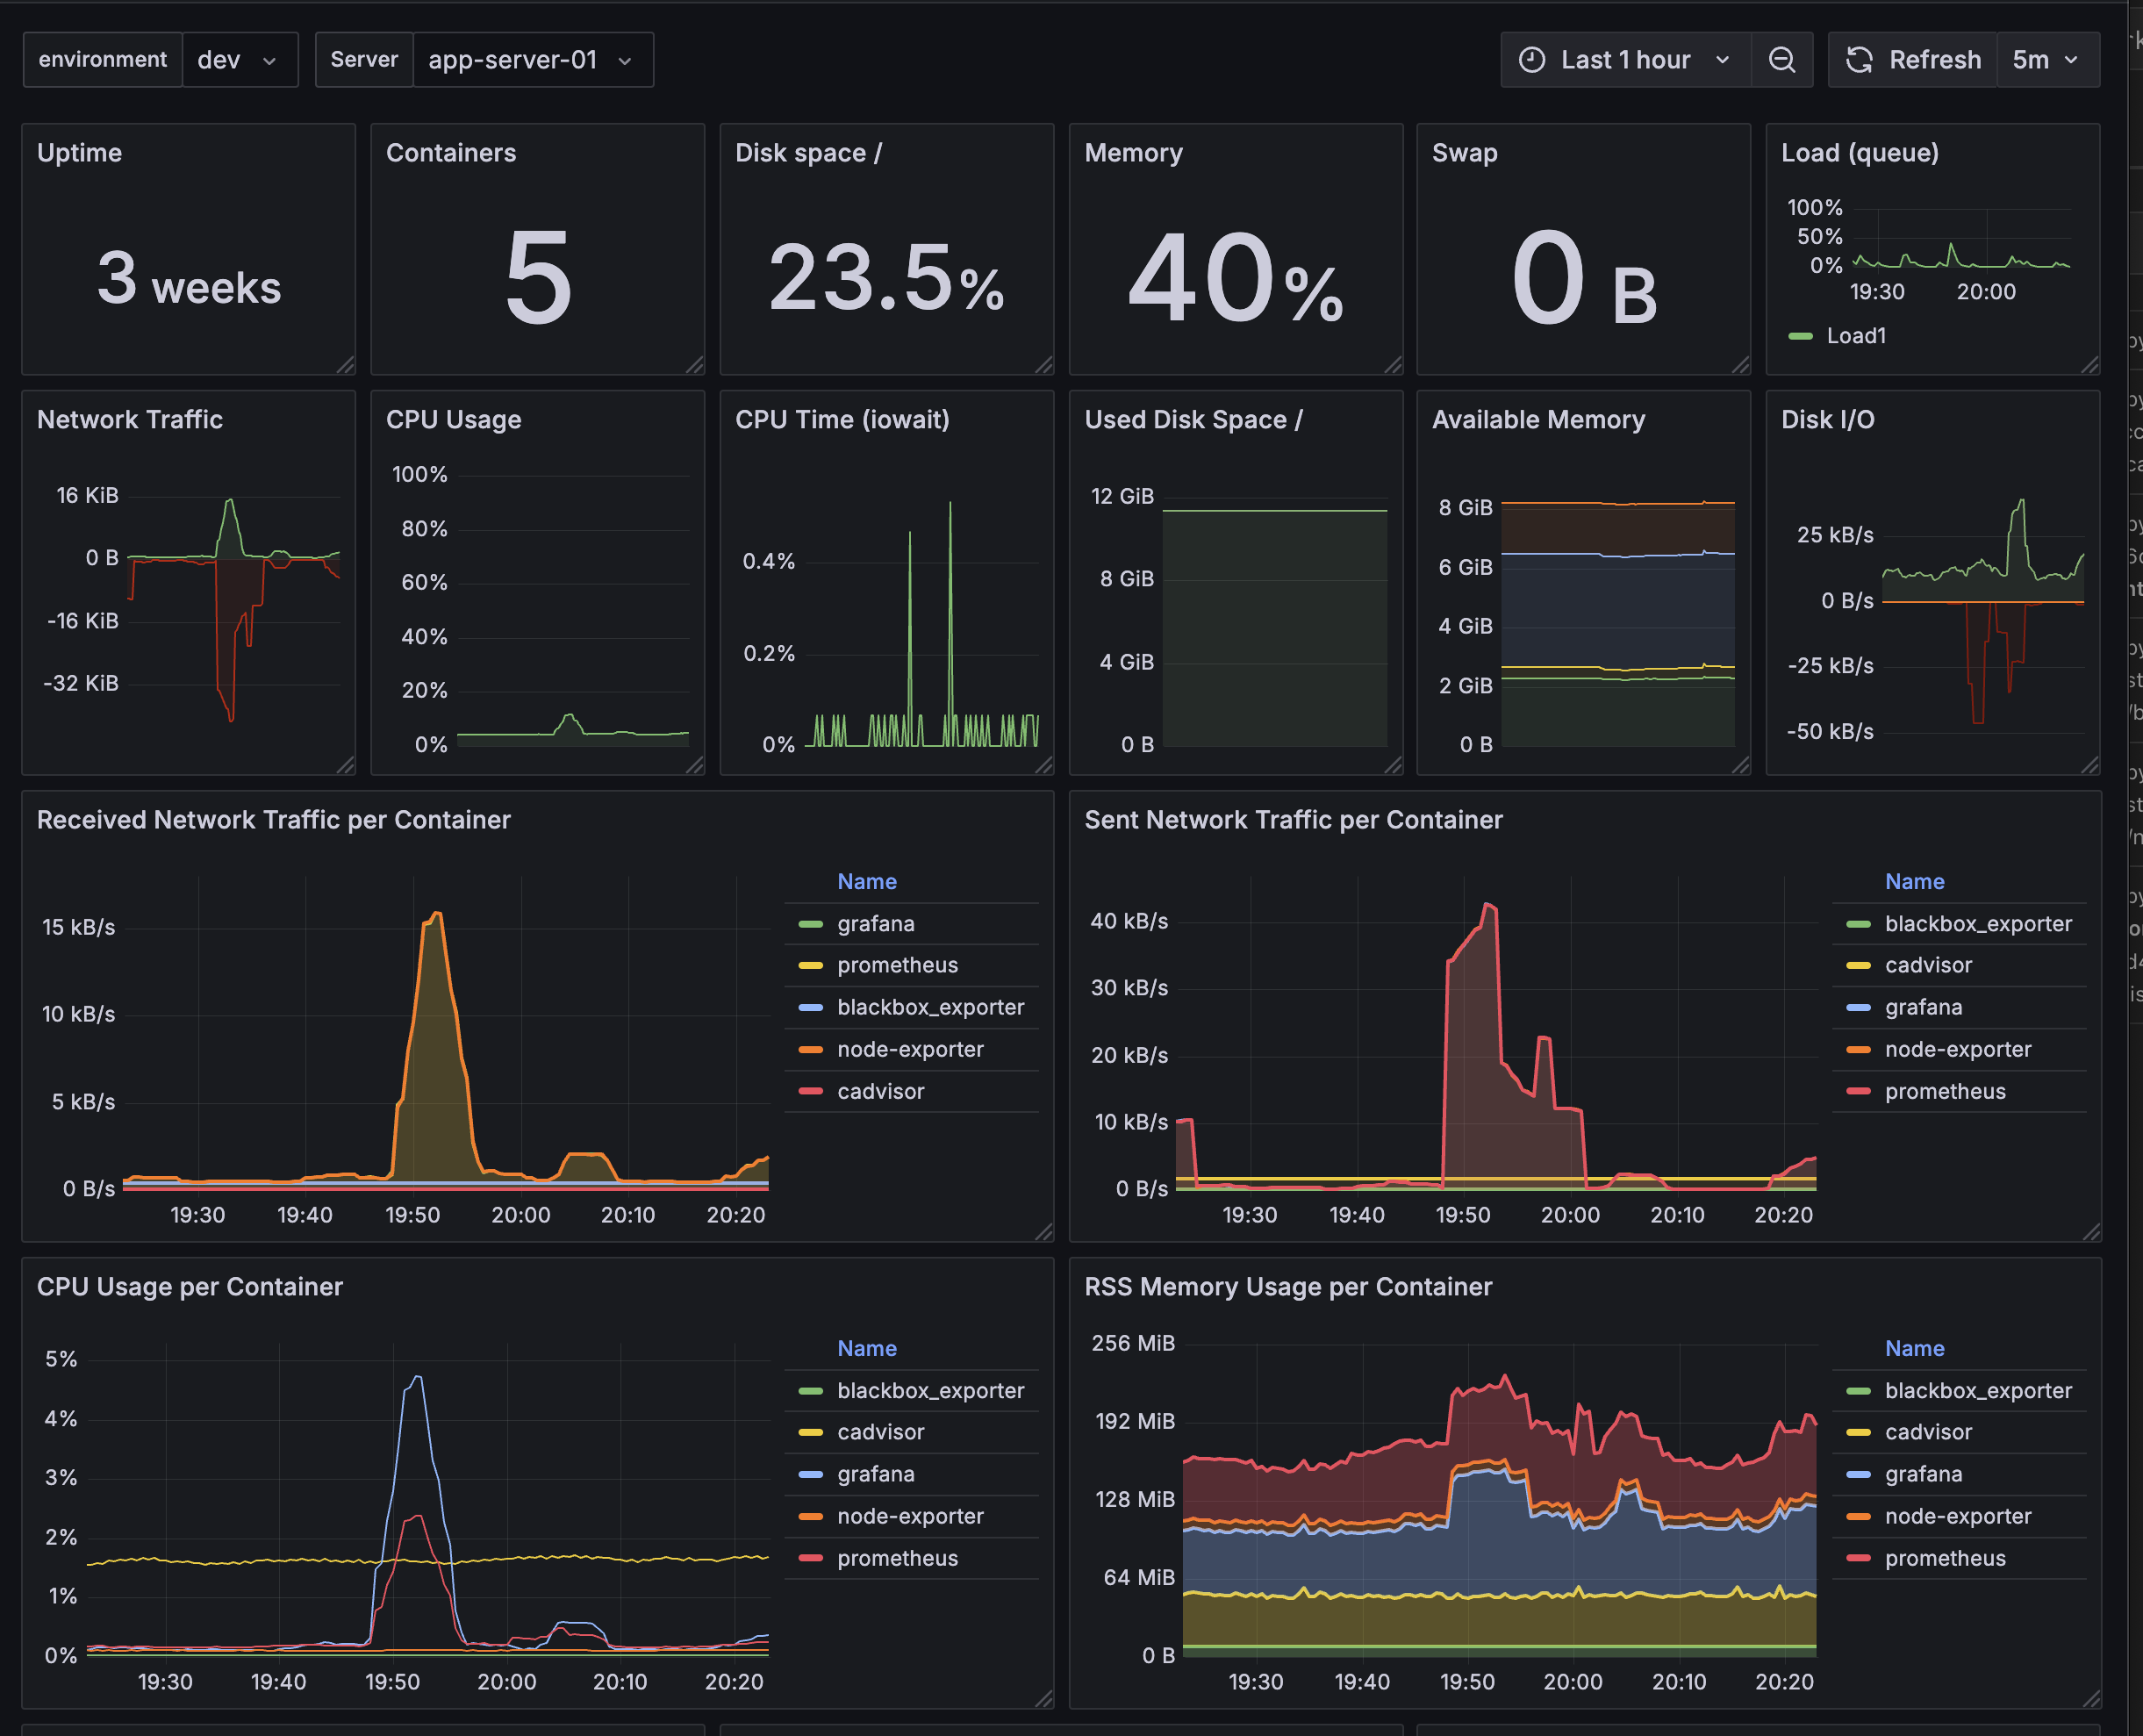 environment dev Server app-server-01 Last 1 hour Refresh 5m
Uptime
3 weeks
Containers
5
Disk space /
23.5%
Memory
40%
Swap
0 B
Load (queue)
100%
50%
0%
19:30 20:00
Load1
Network Traffic
16 KiB
0 B
-16 KiB
-32 KiB
CPU Usage
100%
80%
60%
40%
20%
0%
CPU Time (iowait)
0.4%
0.2%
0%
Used Disk Space /
12 GiB
8 GiB
4 GiB
0 B
Available Memory
8 GiB
6 GiB
4 GiB
2 GiB
0 B
Disk I/O
25 kB/s
0 B/s
-25 kB/s
-50 kB/s
Received Network Traffic per Container
15 kB/s
10 kB/s
5 kB/s
0 B/s
19:30 19:40 19:50 20:00 20:10 20:20
Name
grafana
prometheus
blackbox_exporter
node-exporter
cadvisor
Sent Network Traffic per Container
40 kB/s
30 kB/s
20 kB/s
10 kB/s
0 B/s
19:30 19:40 19:50 20:00 20:10 20:20
Name
blackbox_exporter
cadvisor
grafana
node-exporter
prometheus
CPU Usage per Container
5%
4%
3%
2%
1%
0%
19:30 19:40 19:50 20:00 20:10 20:20
Name
blackbox_exporter
cadvisor
grafana
node-exporter
prometheus
RSS Memory Usage per Container
256 MiB
192 MiB
128 MiB
64 MiB
0 B
19:30 19:40 19:50 20:00 20:10 20:20
Name
blackbox_exporter
cadvisor
grafana
node-exporter
prometheus